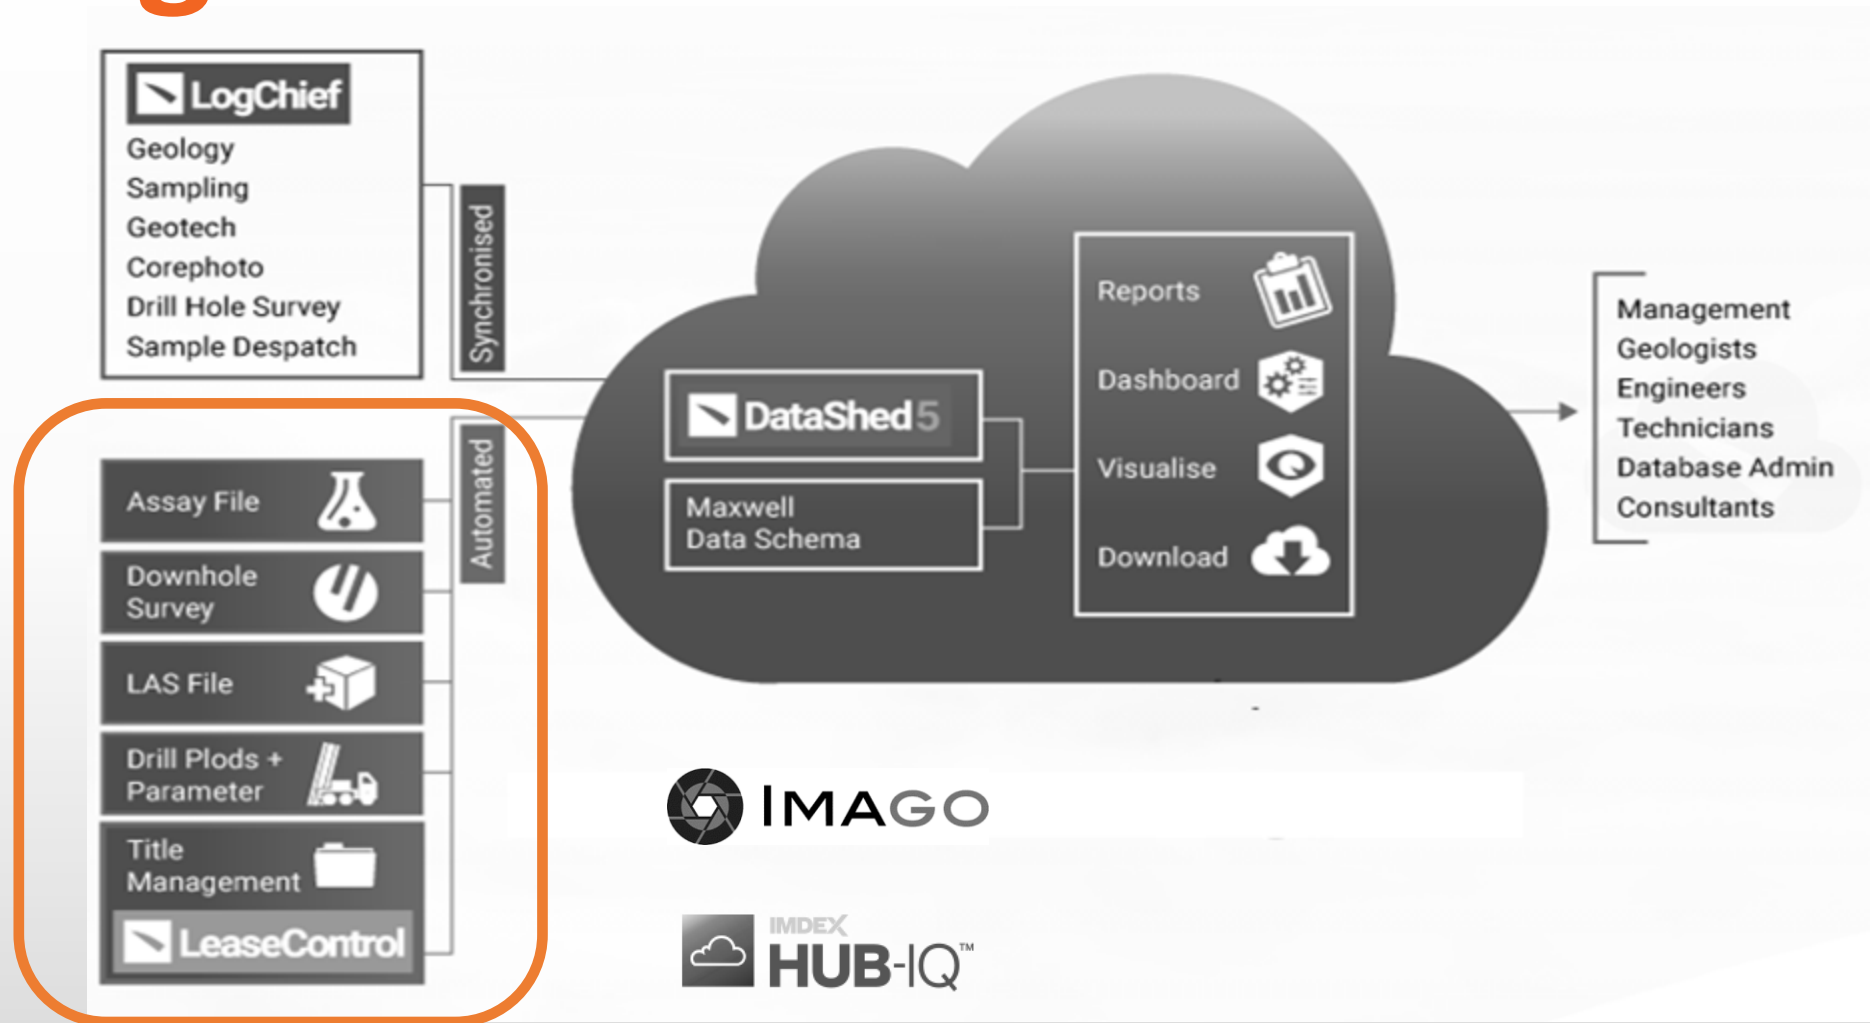 LogChief
Geology
Sampling
Geotech
Corephoto
Drill Hole Survey
Sample Despatch
Synchronised
Automated
Assay File
Downhole
Survey
LAS File
Drill Plods +
Parameter
Title
Management
LeaseControl
DataShed5
Maxwell
Data Schema
Reports
Dashboard
Visualise
Download
Management
Geologists
Engineers
Technicians
Database Admin
Consultants
IMAGO
IMDEX
HUB-IQ™